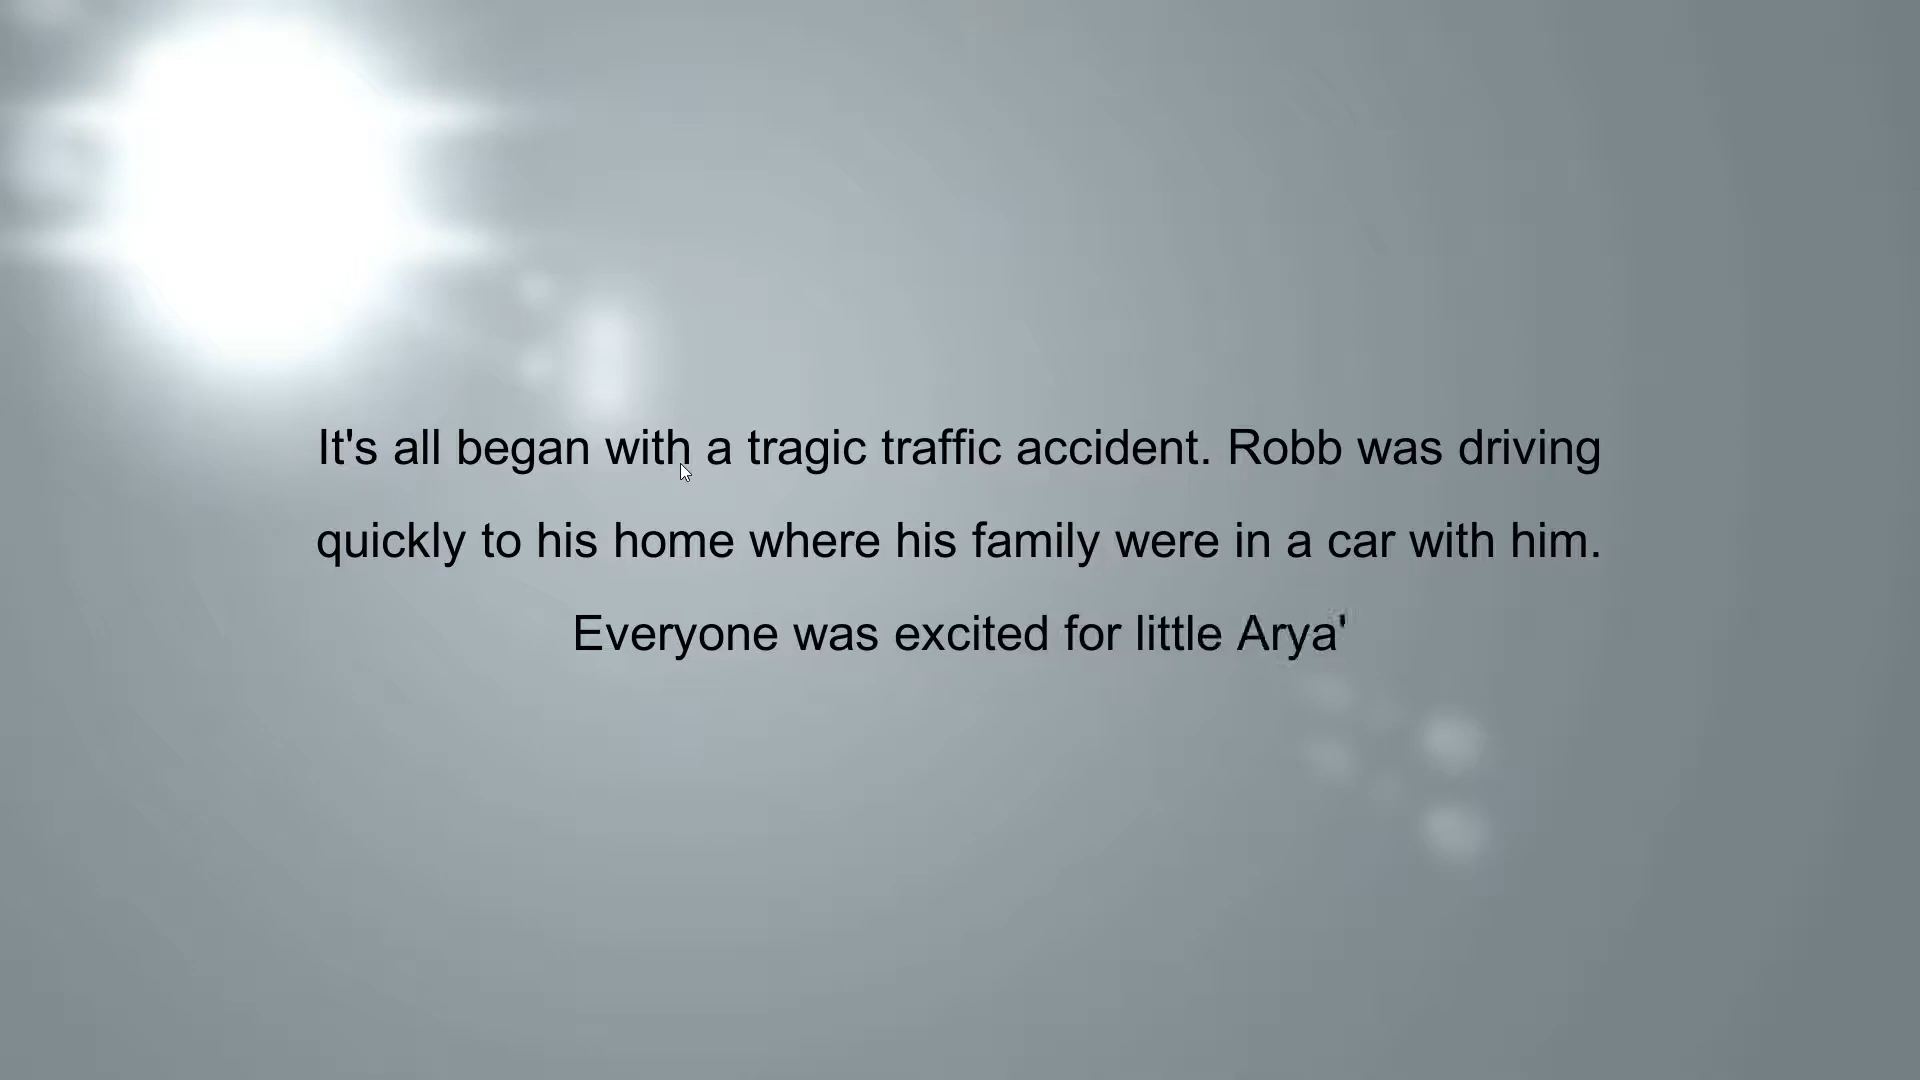 It's all began with a tragic traffic accident. Robb was driving
quickly to his home where his family were in a car with him.
Everyone was excited for little Arya'